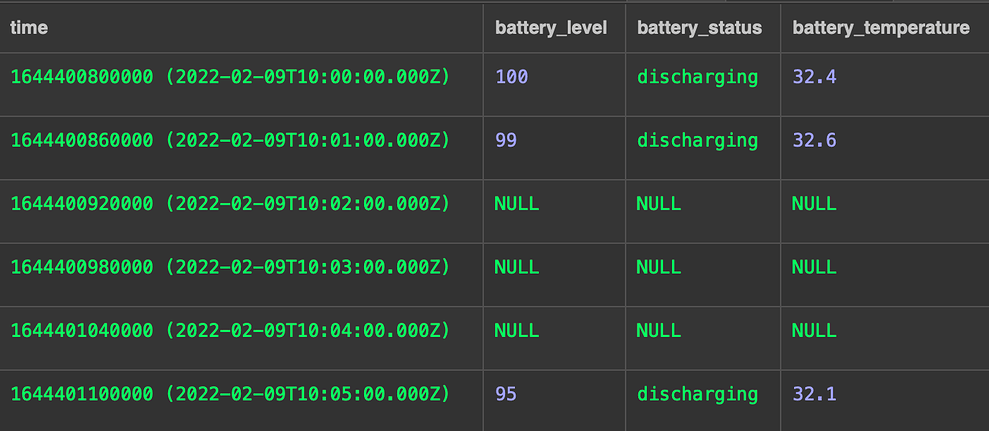 time battery_level battery_status battery_temperature
1644400800000 (2022-02-09T10:00:00.000Z) 100 discharging 32.4
1644400860000 (2022-02-09T10:01:00.000Z) 99 discharging 32.6
1644400920000 (2022-02-09T10:02:00.000Z) NULL NULL NULL
1644400980000 (2022-02-09T10:03:00.000Z) NULL NULL NULL
1644401040000 (2022-02-09T10:04:00.000Z) NULL NULL NULL
1644401100000 (2022-02-09T10:05:00.000Z) 95 discharging 32.1